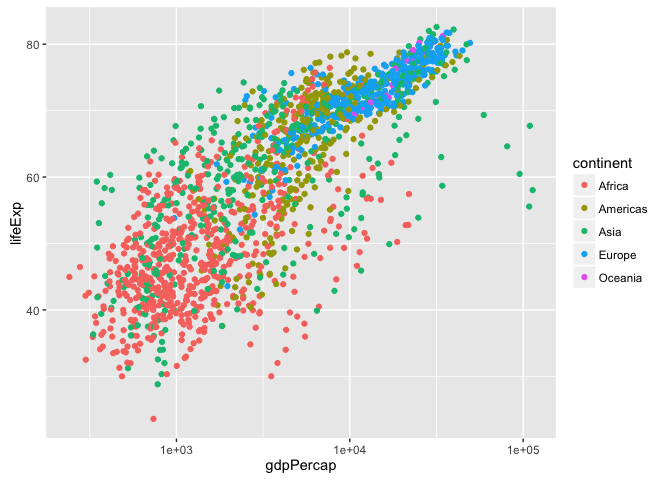 80
60
40
lifeExp
1e+03
1e+04
1e+05
gdpPercap
continent
Africa
Americas
Asia
Europe
Oceania